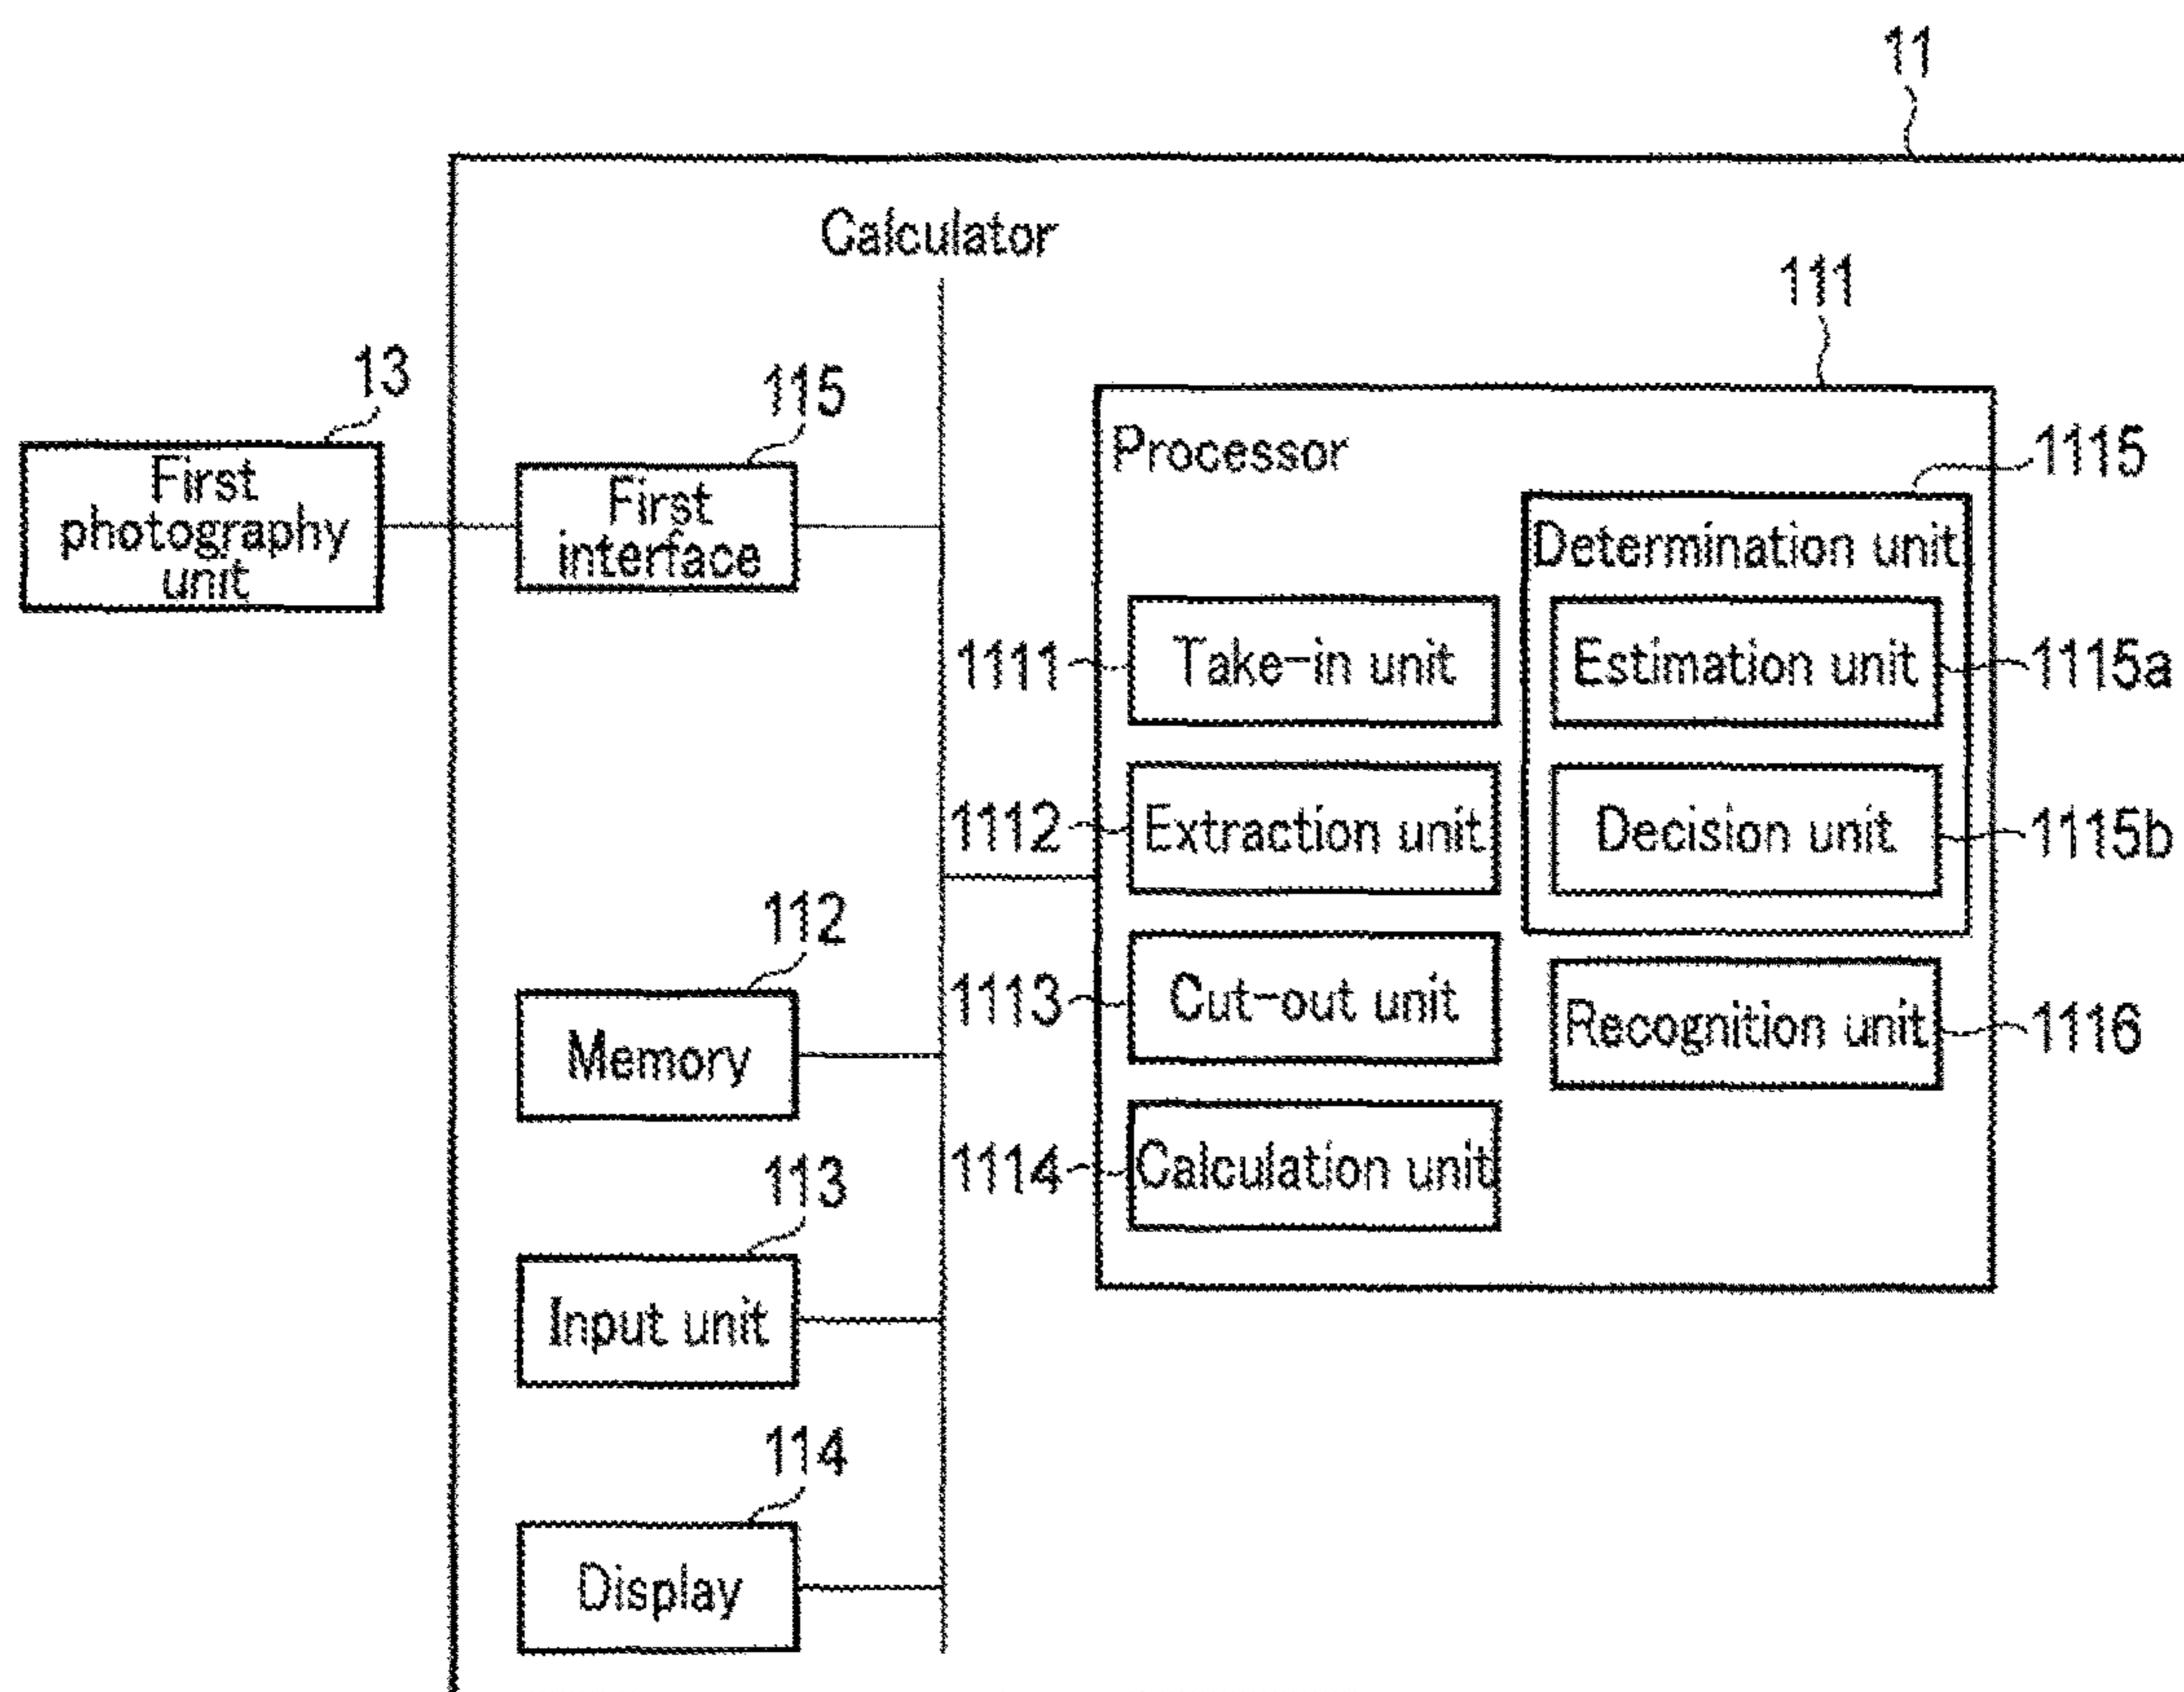 11
Calculator
111
13
115
First
photography
unit
First
interface
Processor
1115
Determination unit
1111
Take-in unit
Estimation unit
1115a
1112
Extraction unit
Decision unit
1115b
112
Memory
1113
Cut-out unit
Recognition unit
1116
1114
Calculation unit
113
Input unit
114
Display